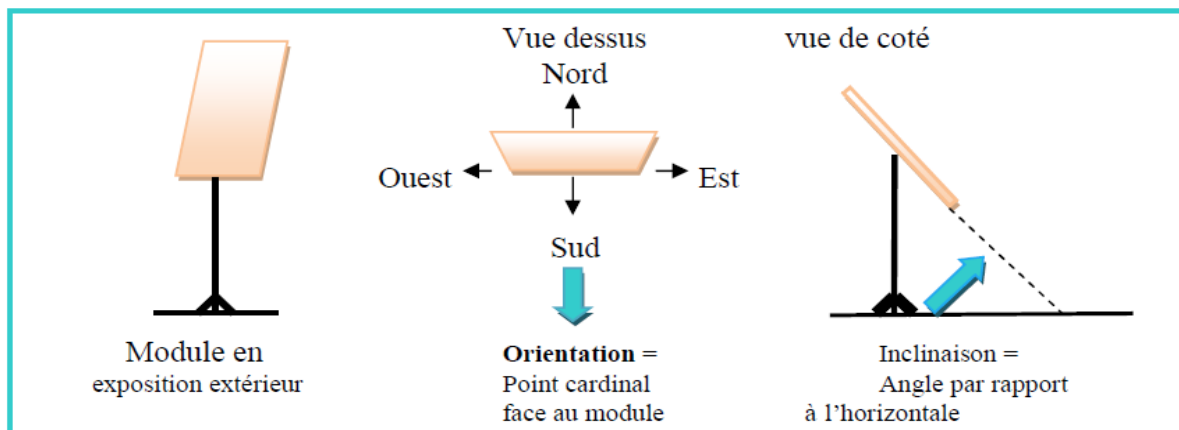 Vue dessus
vue de coté
Nord
Ouest
Est
Sud
Module en
exposition extérieur
Orientation =
Point cardinal
face au module
Inclinaison =
Angle par rapport
à l’horizontale